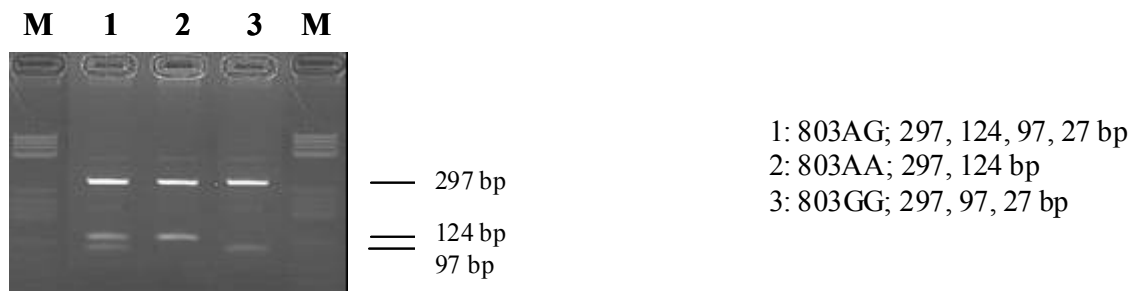 M 1 2 3 M
297 bp
124 bp
97 bp
1: 803AG; 297, 124, 97, 27 bp
2: 803AA; 297, 124 bp
3: 803GG; 297, 97, 27 bp